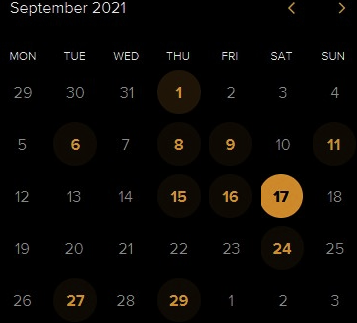 September 2021
MON TUE WED THU FRI SAT SUN
29 30 31 1 2 3 4
5 6 7 8 9 10 11
12 13 14 15 16 17 18
19 20 21 22 23 24 25
26 27 28 29 1 2 3